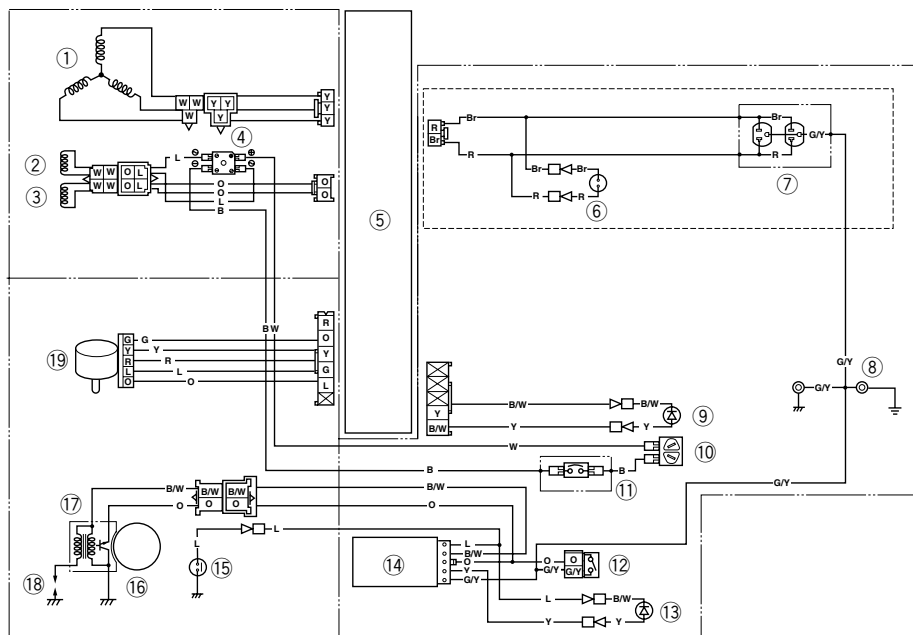 ①
W W Y Y
W Y
Y
Y
Y
④
②
③
W W O L
W W O L
L
⊖ ⊕
⊖ ⊕
O
O
L
B
O
O
⑤
R
Br
Br
R
Br Br
R R
⑥
Br
R
G/Y
⑦
B W
G/Y
G/Y
⑧
⑲
G G
Y Y
R R
L L
O O
R
O
Y
G
L
Y
B/W
B/W B/W
Y Y
⑨
W
⑩
B B
⑪
G/Y
⑰
B/W B/W B/W B/W
O O O O
L
L
⑮
⑯
⑱
⑭
L
B/W
O
Y
G/Y
O O
G/Y G/Y
⑫
L B/W
Y Y
⑬